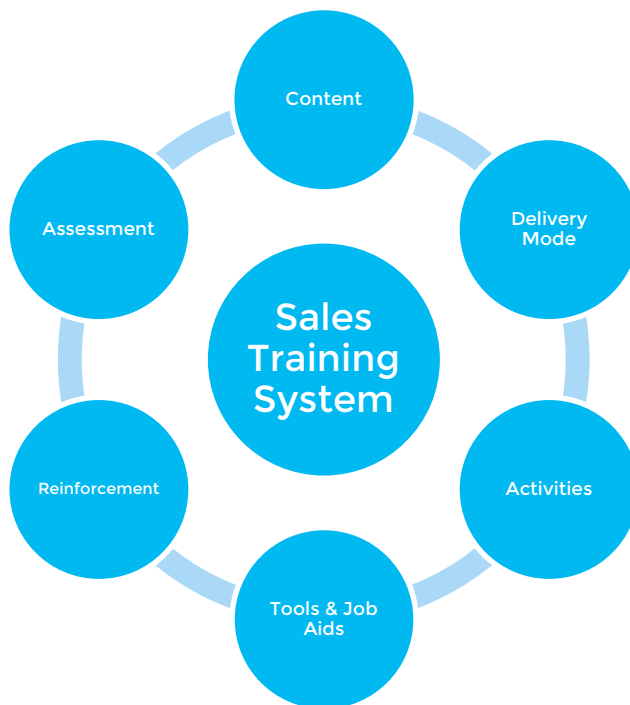 Content
Delivery
Mode
Assessment
Sales
Training
System
Activities
Reinforcement
Tools & Job
Aids